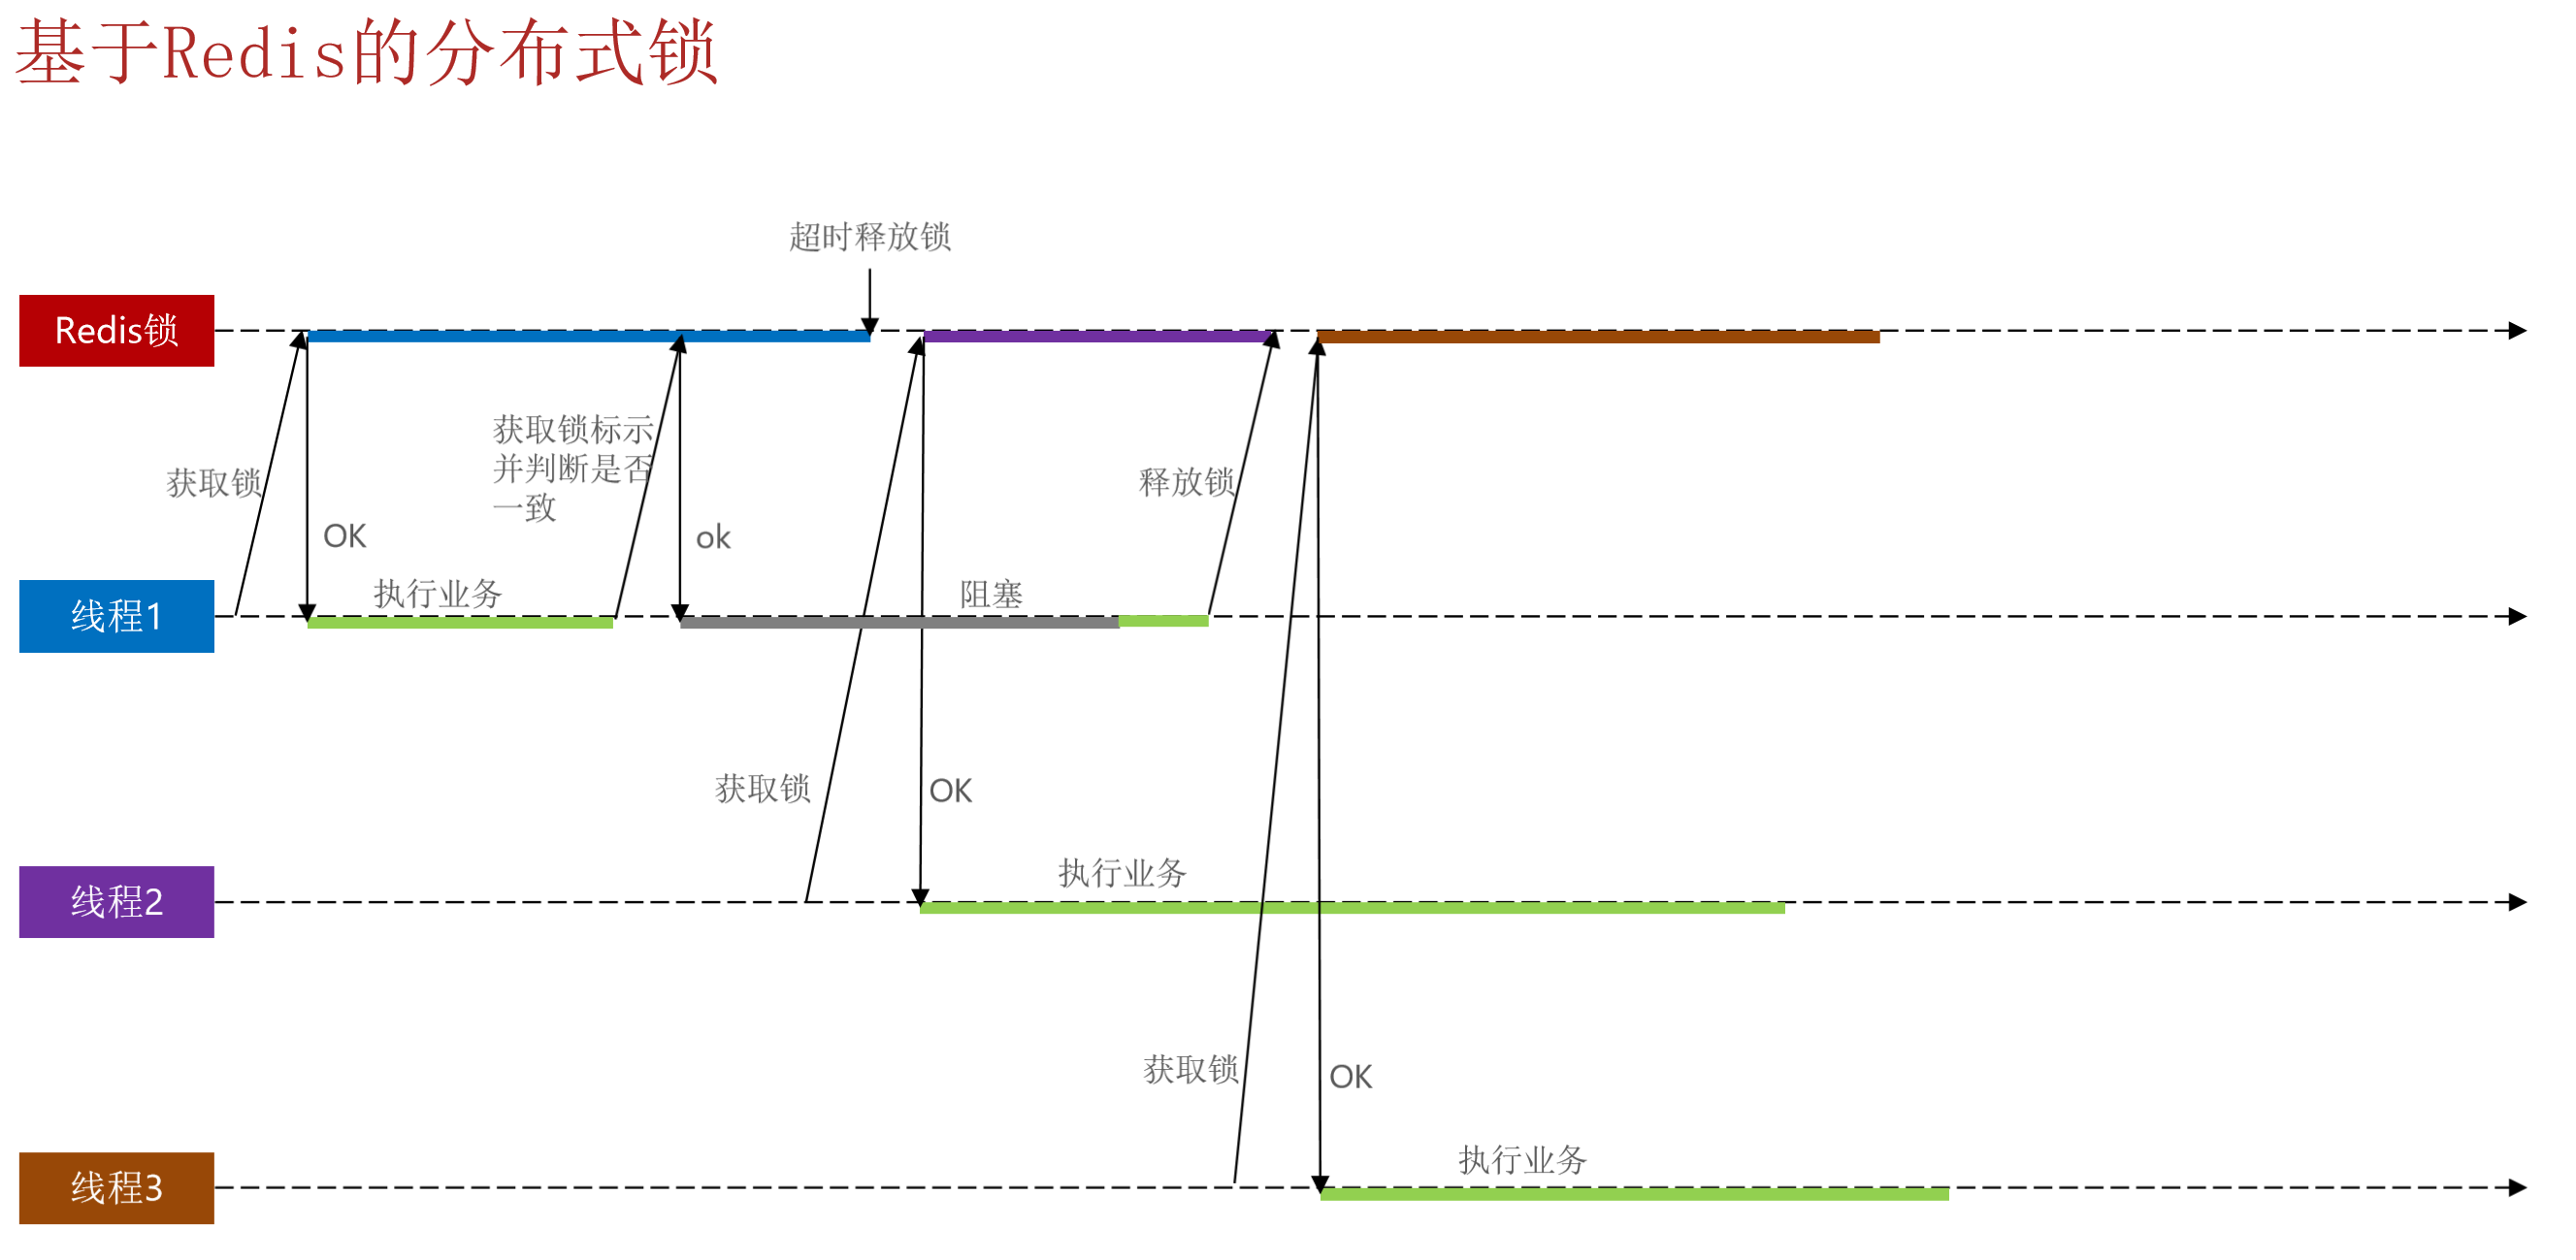 基于Redis的分布式锁
超时释放锁
Redis锁
获取锁标示
并判断是否
一致
获取锁
释放锁
OK
ok
执行业务
阻塞
线程1
获取锁
OK
执行业务
线程2
获取锁
OK
执行业务
线程3